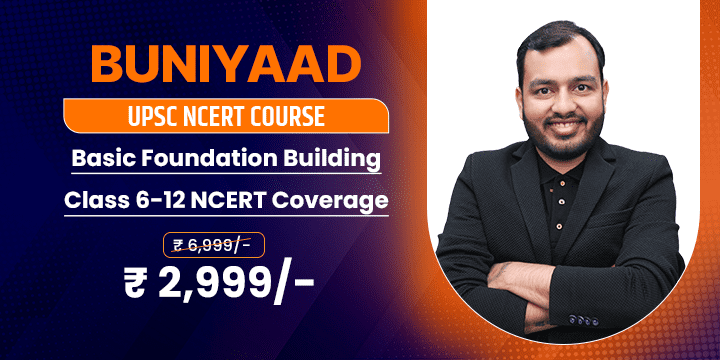 BUNIYAAD
UPSC NCERT COURSE
Basic Foundation Building
Class 6-12 NCERT Coverage
₹ 6,999/-
₹ 2,999/-